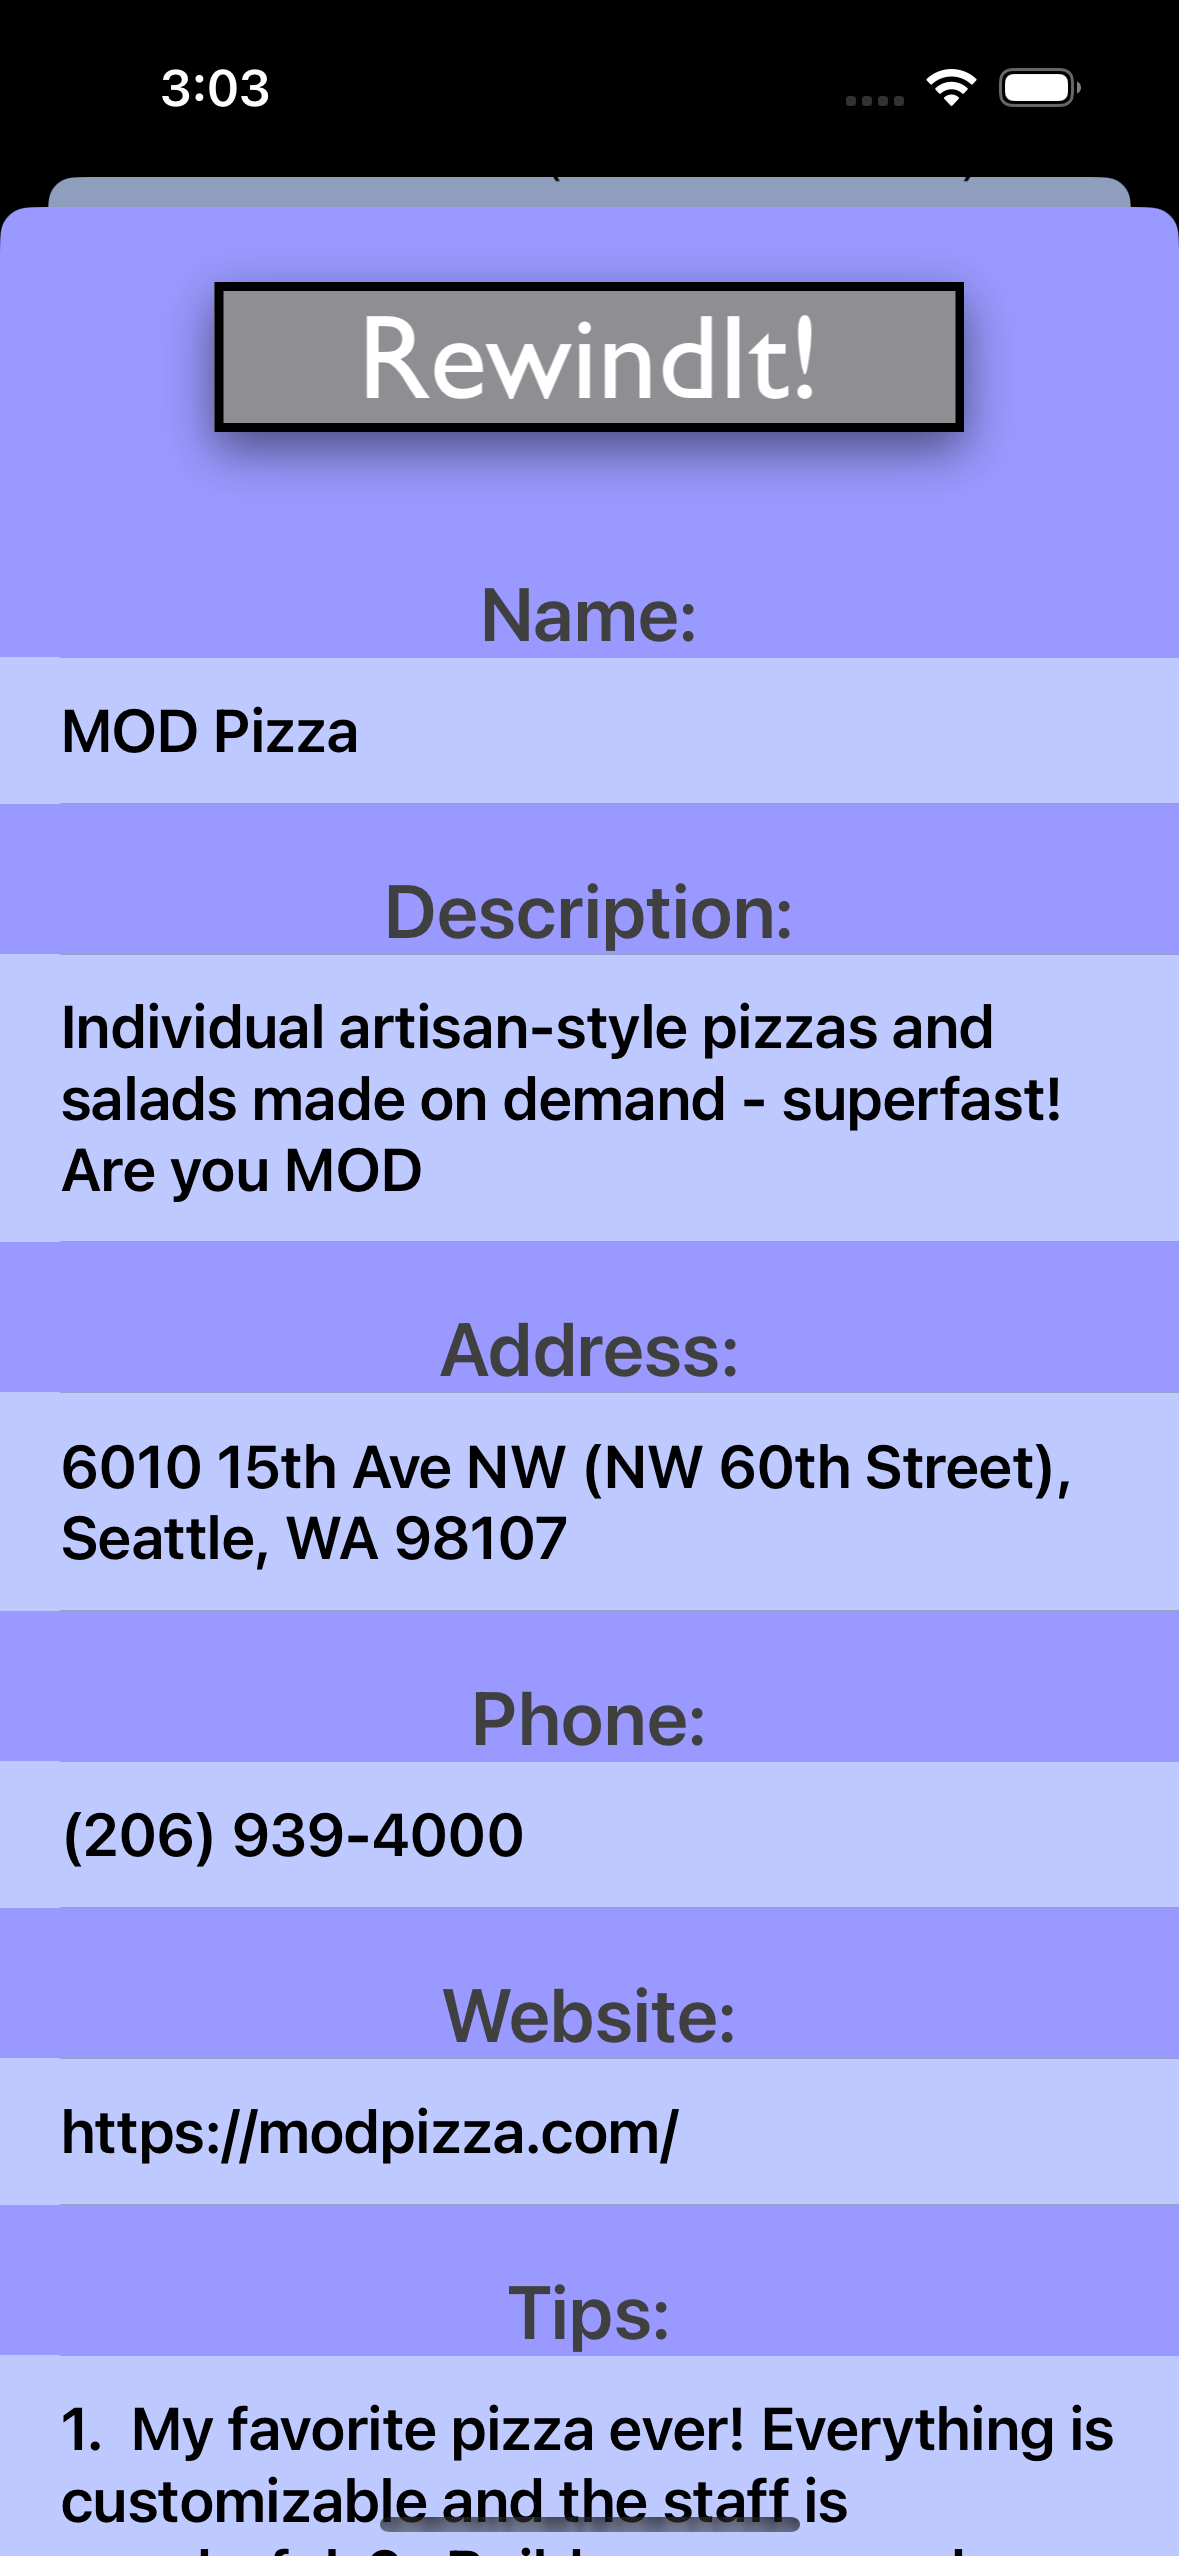 3:03
RewindIt!
Name:
MOD Pizza
Description:
Individual artisan-style pizzas and
salads made on demand - superfast!
Are you MOD
Address:
6010 15th Ave NW (NW 60th Street),
Seattle, WA 98107
Phone:
(206) 939-4000
Website:
https://modpizza.com/
Tips:
1.  My favorite pizza ever! Everything is
customizable and the staff is